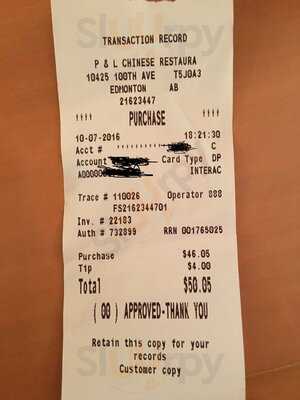 TRANSACTION RECORD
P & L CHINESE RESTAURA
10425 100TH AVE T5J0A3
EDMONTON AB
21623447
!!!! PURCHASE !!!!
10-07-2016 18:21:30
Acct # C
Account Card Type DP
A00000 INTERAC
Trace # 110026 Operator 888
FS2162344701
Inv. # 22183
Auth # 732899 RRN 001765025
Purchase $46.05
Tip $4.00
Total $50.05
( 00 ) APPROVED-THANK YOU
Retain this copy for your
records
Customer copy